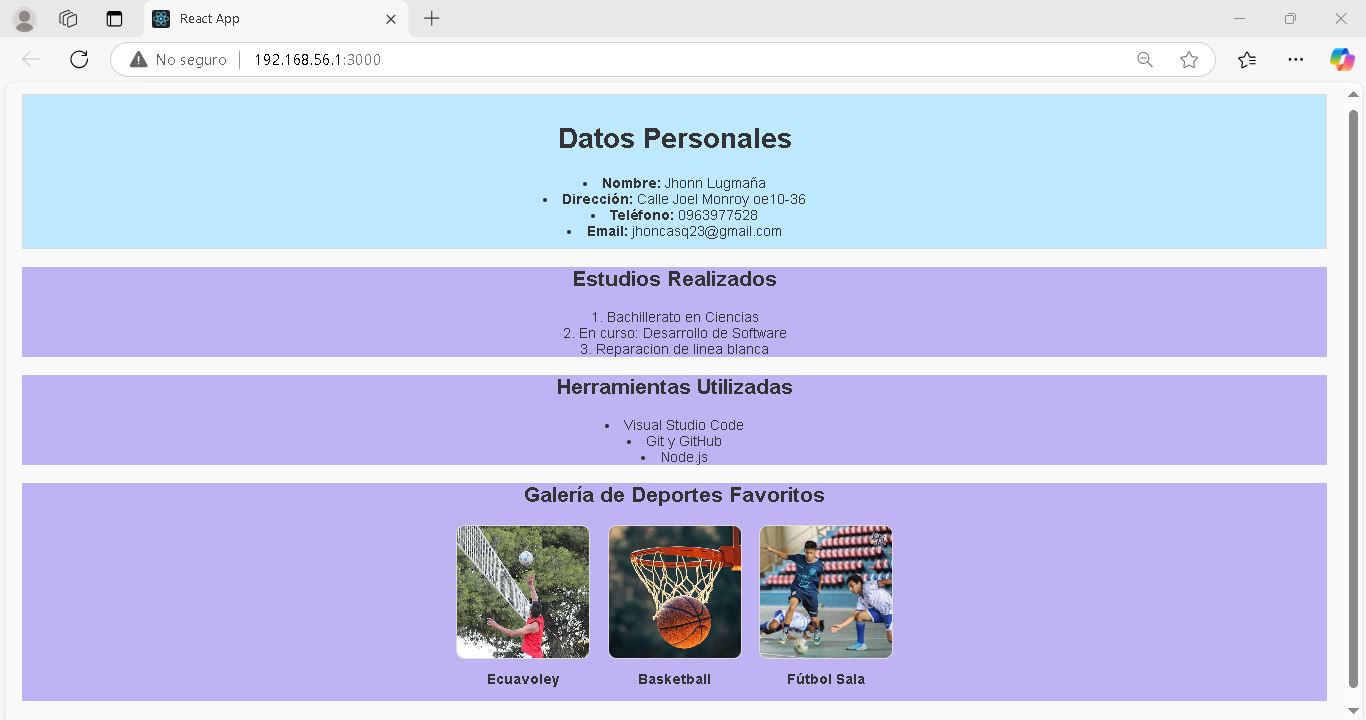 React App
No seguro
192.168.56.1:3000
Datos Personales
• Nombre: Jhonn Lugmaña
• Dirección: Calle Joel Monroy oe10-36
• Teléfono: 0963977528
• Email: jhoncasq23@gmail.com
Estudios Realizados
1. Bachillerato en Ciencias
2. En curso: Desarrollo de Software
3. Reparacion de linea blanca
Herramientas Utilizadas
• Visual Studio Code
• Git y GitHub
• Node.js
Galería de Deportes Favoritos
Ecuavoley
Basketball
Fútbol Sala